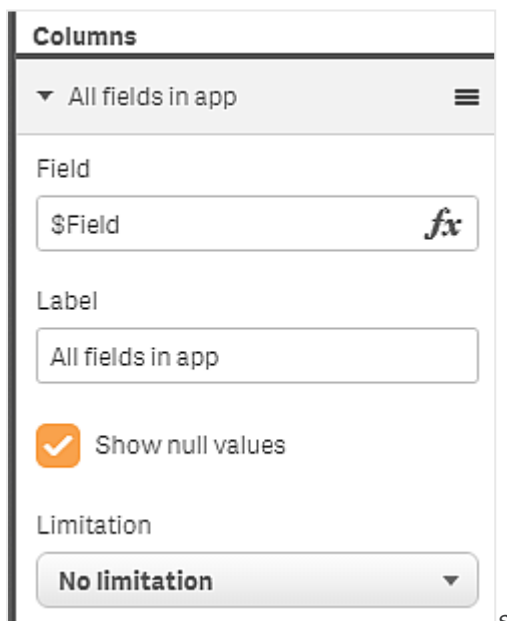 Columns
All fields in app
Field
$Field fx
Label
All fields in app
Show null values
Limitation
No limitation